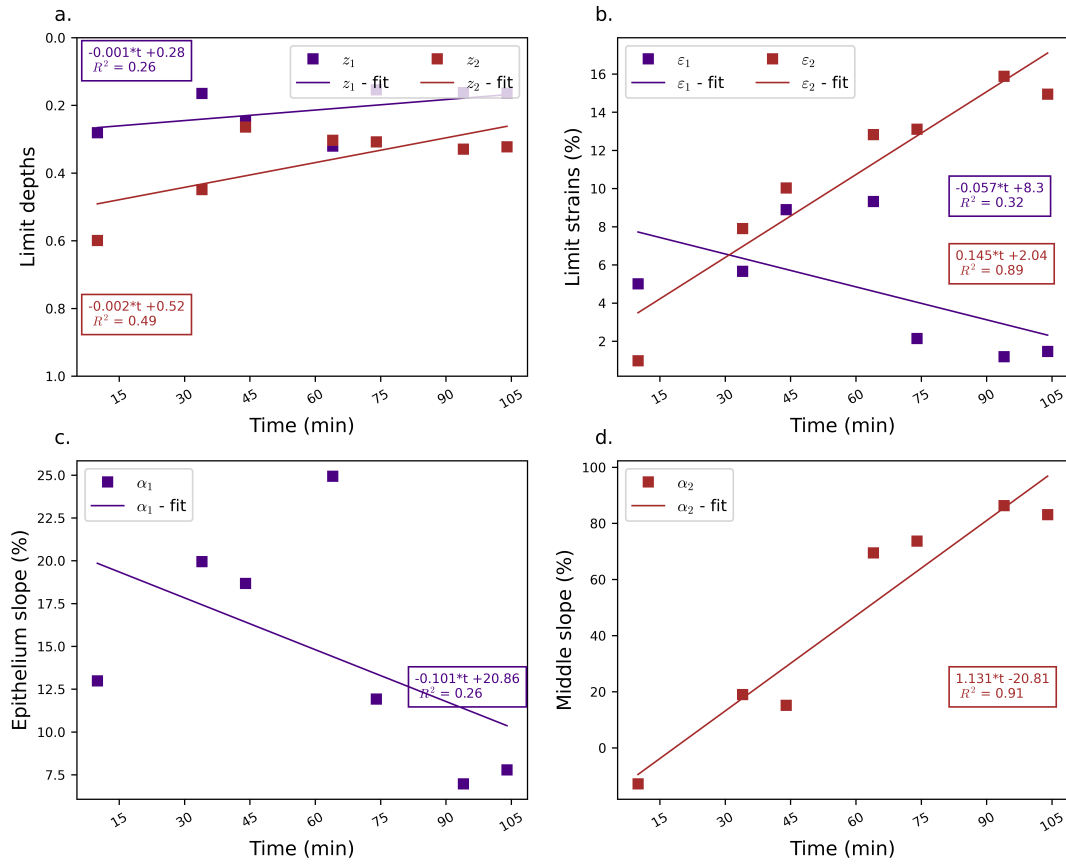 a.
-0.001*t +0.28
R² = 0.26
z₁
z₁ - fit
z₂
z₂ - fit
-0.002*t +0.52
R² = 0.49
0.0
0.2
0.4
0.6
0.8
1.0
Limit depths
15 30 45 60 75 90 105
Time (min)
b.
ε₁
ε₁ - fit
ε₂
ε₂ - fit
-0.057*t +8.3
R² = 0.32
0.145*t +2.04
R² = 0.89
16
14
12
10
8
6
4
2
Limit strains (%)
15 30 45 60 75 90 105
Time (min)
c.
α₁
α₁ - fit
-0.101*t +20.86
R² = 0.26
25.0
22.5
20.0
17.5
15.0
12.5
10.0
7.5
Epithelium slope (%)
15 30 45 60 75 90 105
Time (min)
d.
α₂
α₂ - fit
1.131*t -20.81
R² = 0.91
100
80
60
40
20
0
Middle slope (%)
15 30 45 60 75 90 105
Time (min)